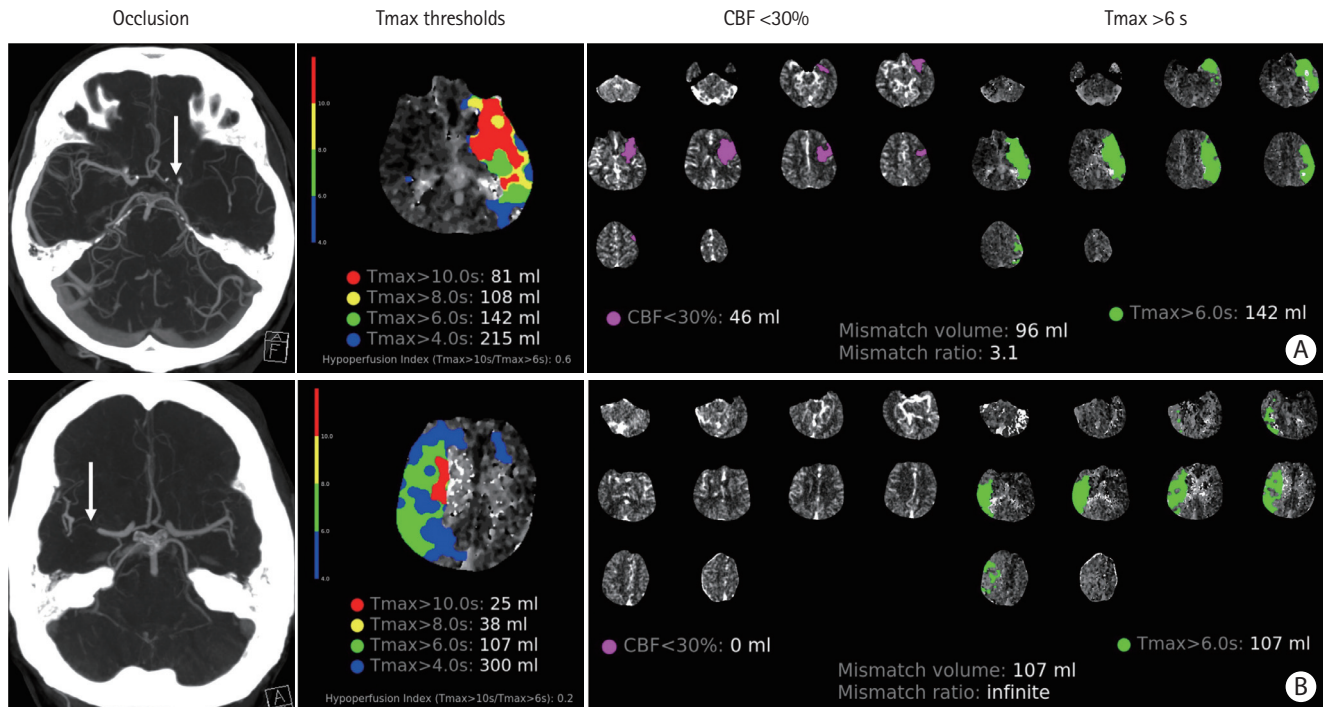 Occlusion
Tmax thresholds
CBF <30%
Tmax >6 s
10.0
8.0
6.0
4.0
Tmax>10.0s: 81 ml
Tmax>8.0s: 108 ml
Tmax>6.0s: 142 ml
Tmax>4.0s: 215 ml
Hypoperfusion Index (Tmax>10s/Tmax>6s): 0.6
F
CBF<30%: 46 ml
Tmax>6.0s: 142 ml
Mismatch volume: 96 ml
Mismatch ratio: 3.1
A
10.0
8.0
6.0
4.0
Tmax>10.0s: 25 ml
Tmax>8.0s: 38 ml
Tmax>6.0s: 107 ml
Tmax>4.0s: 300 ml
Hypoperfusion Index (Tmax>10s/Tmax>6s): 0.2
A
CBF<30%: 0 ml
Tmax>6.0s: 107 ml
Mismatch volume: 107 ml
Mismatch ratio: infinite
B